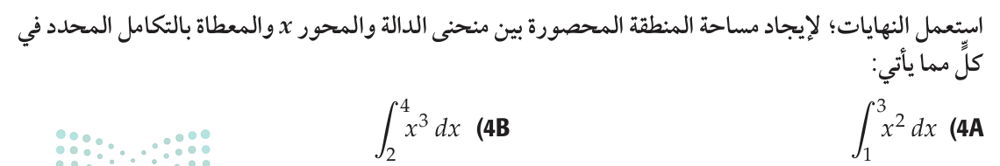 استعمل النهايات؛ لإيجاد مساحة المنطقة المحصورة بين منحنى الدالة والمحور x والمعطاة بالتكامل المحدد في
كلٍّ مما يأتي:
∫₁³ x² dx (4A ∫₂⁴ x³ dx (4B